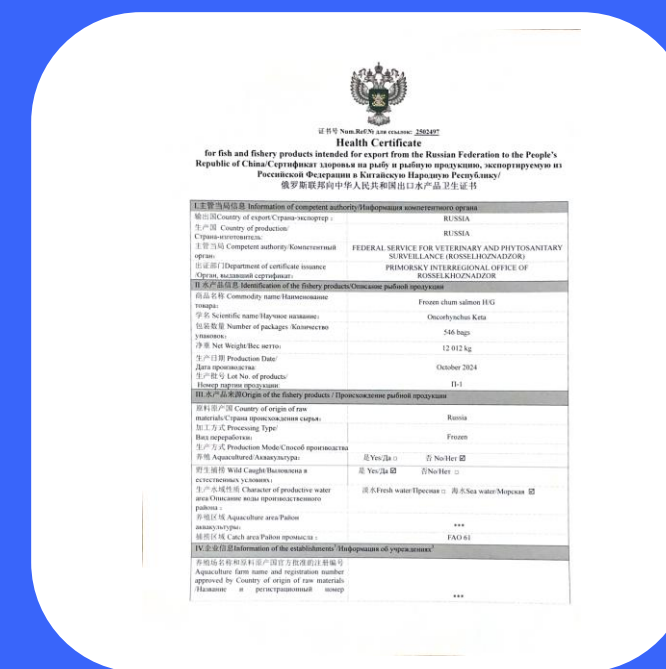 证书号 Num.Ref/№ для ссылок: 2502497
Health Certificate
for fish and fishery products intended for export from the Russian Federation to the People's
Republic of China/Сертификат здоровья на рыбу и рыбную продукцию, экспортируемую из
Российской Федерации в Китайскую Народную Республику/
俄罗斯联邦向中华人民共和国出口水产品卫生证书
I.主管当局信息 Information of competent authority/Информация компетентного органа
输出国Country of export/Страна-экспортер : RUSSIA
生产国 Country of production/
Страна-изготовитель: RUSSIA
主管当局 Competent authority/Компетентный
орган: FEDERAL SERVICE FOR VETERINARY AND PHYTOSANITARY
SURVEILLANCE (ROSSELHOZNADZOR)
出证部门Department of certificate issuance
/Орган, выдавший сертификат: PRIMORSKY INTERREGIONAL OFFICE OF
ROSSELKHOZNADZOR
II.水产品信息 Identification of the fishery products/Описание рыбной продукции
商品名称 Commodity name/Наименование
товара: Frozen chum salmon H/G
学名 Scientific name/Научное название: Oncorhynchus Keta
包装数量 Number of packages /Количество
упаковок: 546 bags
净重 Net Weight/Вес нетто: 12 012 kg
生产日期 Production Date/
Дата производства: October 2024
生产批号 Lot No. of products/
Номер партии продукции: П-1
III.水产品来源Origin of the fishery products / Происхождение рыбной продукции
原料原产国 Country of origin of raw
materials/Страна происхождения сырья: Russia
加工方式 Processing Type/
Вид переработки: Frozen
生产方式 Production Mode/Способ производства
养殖 Aquacultured/Аквакультура: 是Yes/Да □ 否 No/Нет ☑
野生捕捞 Wild Caught/Выловлена в
естественных условиях: 是 Yes/Да ☑ 否No/Нет □
生产水域性质 Character of productive water
area/Описание воды производственного
района : 淡水Fresh water/Пресная □ 海水Sea water/Морская ☑
养殖区域 Aquaculture area/Район
аквакультуры: ***
捕捞区域 Catch area/Район промысла : FAO 61
IV.企业信息Information of the establishments¹/Информация об учреждениях¹
养殖场名称和原料原产国官方批准的注册编号
Aquaculture farm name and registration number
approved by Country of origin of raw materials
/Название и регистрационный номер ***